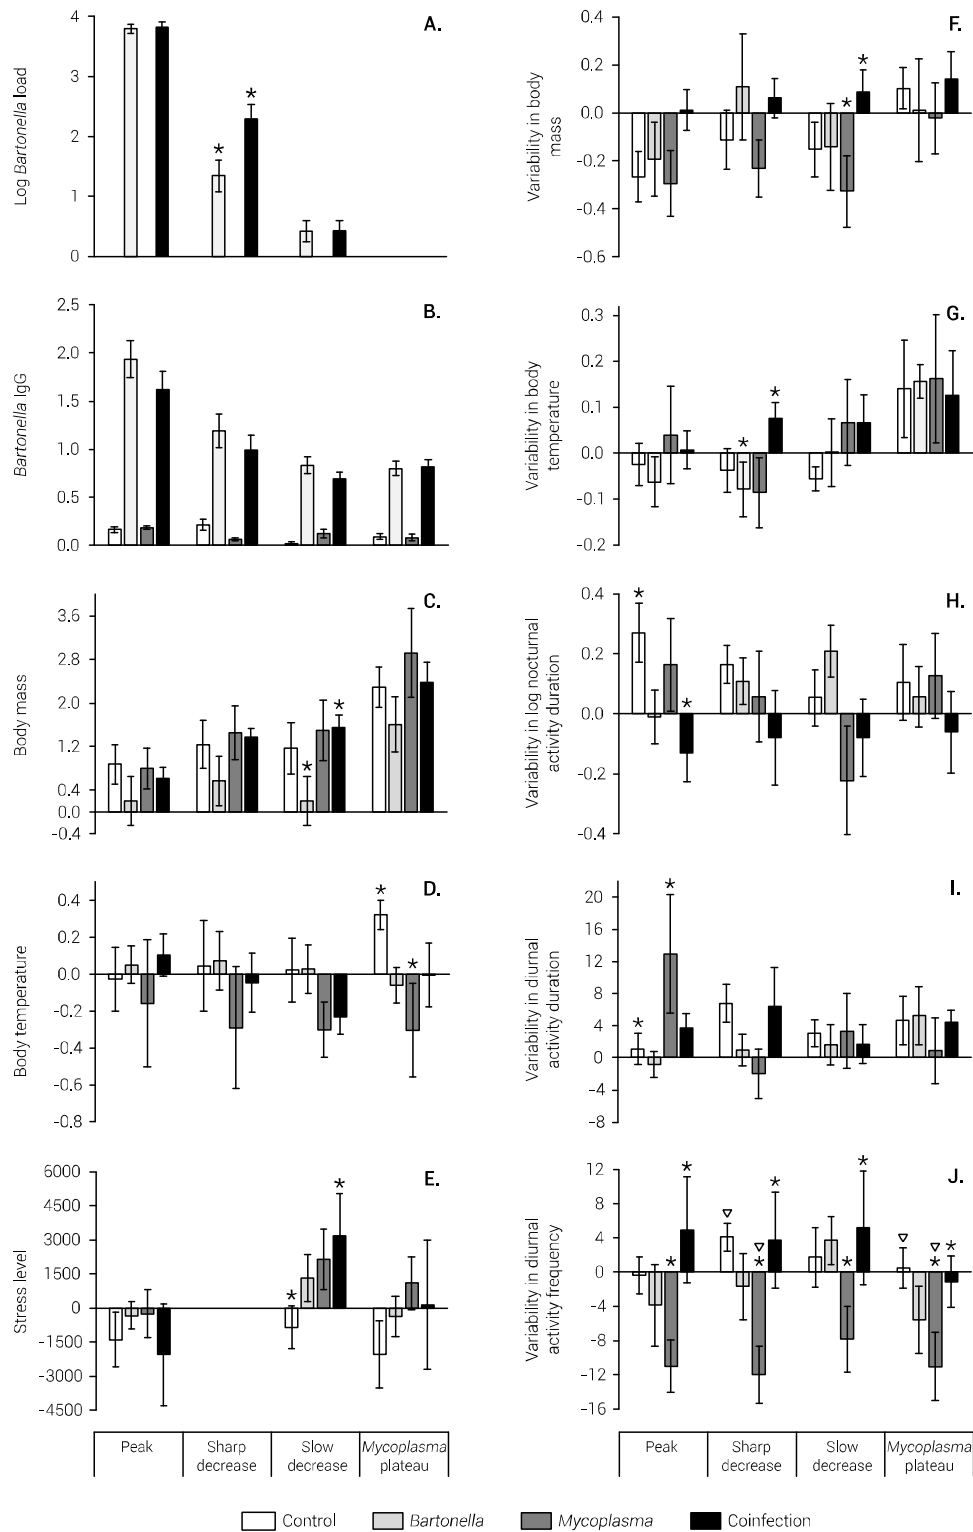 A.
Log Bartonella load
4
3
2
1
0
B.
Bartonella IgG
2.5
2.0
1.5
1.0
0.5
0.0
C.
Body mass
3.6
2.8
2.0
1.2
0.4
0.0
-0.4
D.
Body temperature
0.4
0.2
0.0
-0.2
-0.4
-0.6
-0.8
E.
Stress level
6000
4500
3000
1500
0
-1500
-3000
-4500
Peak
Sharp
decrease
Slow
decrease
Mycoplasma
plateau
F.
Variability in body
mass
0.4
0.2
0.0
-0.2
-0.4
-0.6
G.
Variability in body
temperature
0.3
0.2
0.1
0.0
-0.1
-0.2
H.
Variability in log nocturnal
activity duration
0.4
0.2
0.0
-0.2
-0.4
I.
Variability in diurnal
activity duration
20
16
12
8
4
0
-4
-8
J.
Variability in diurnal
activity frequency
12
8
4
0
-4
-8
-12
-16
Peak
Sharp
decrease
Slow
decrease
Mycoplasma
plateau
Control
Bartonella
Mycoplasma
Coinfection